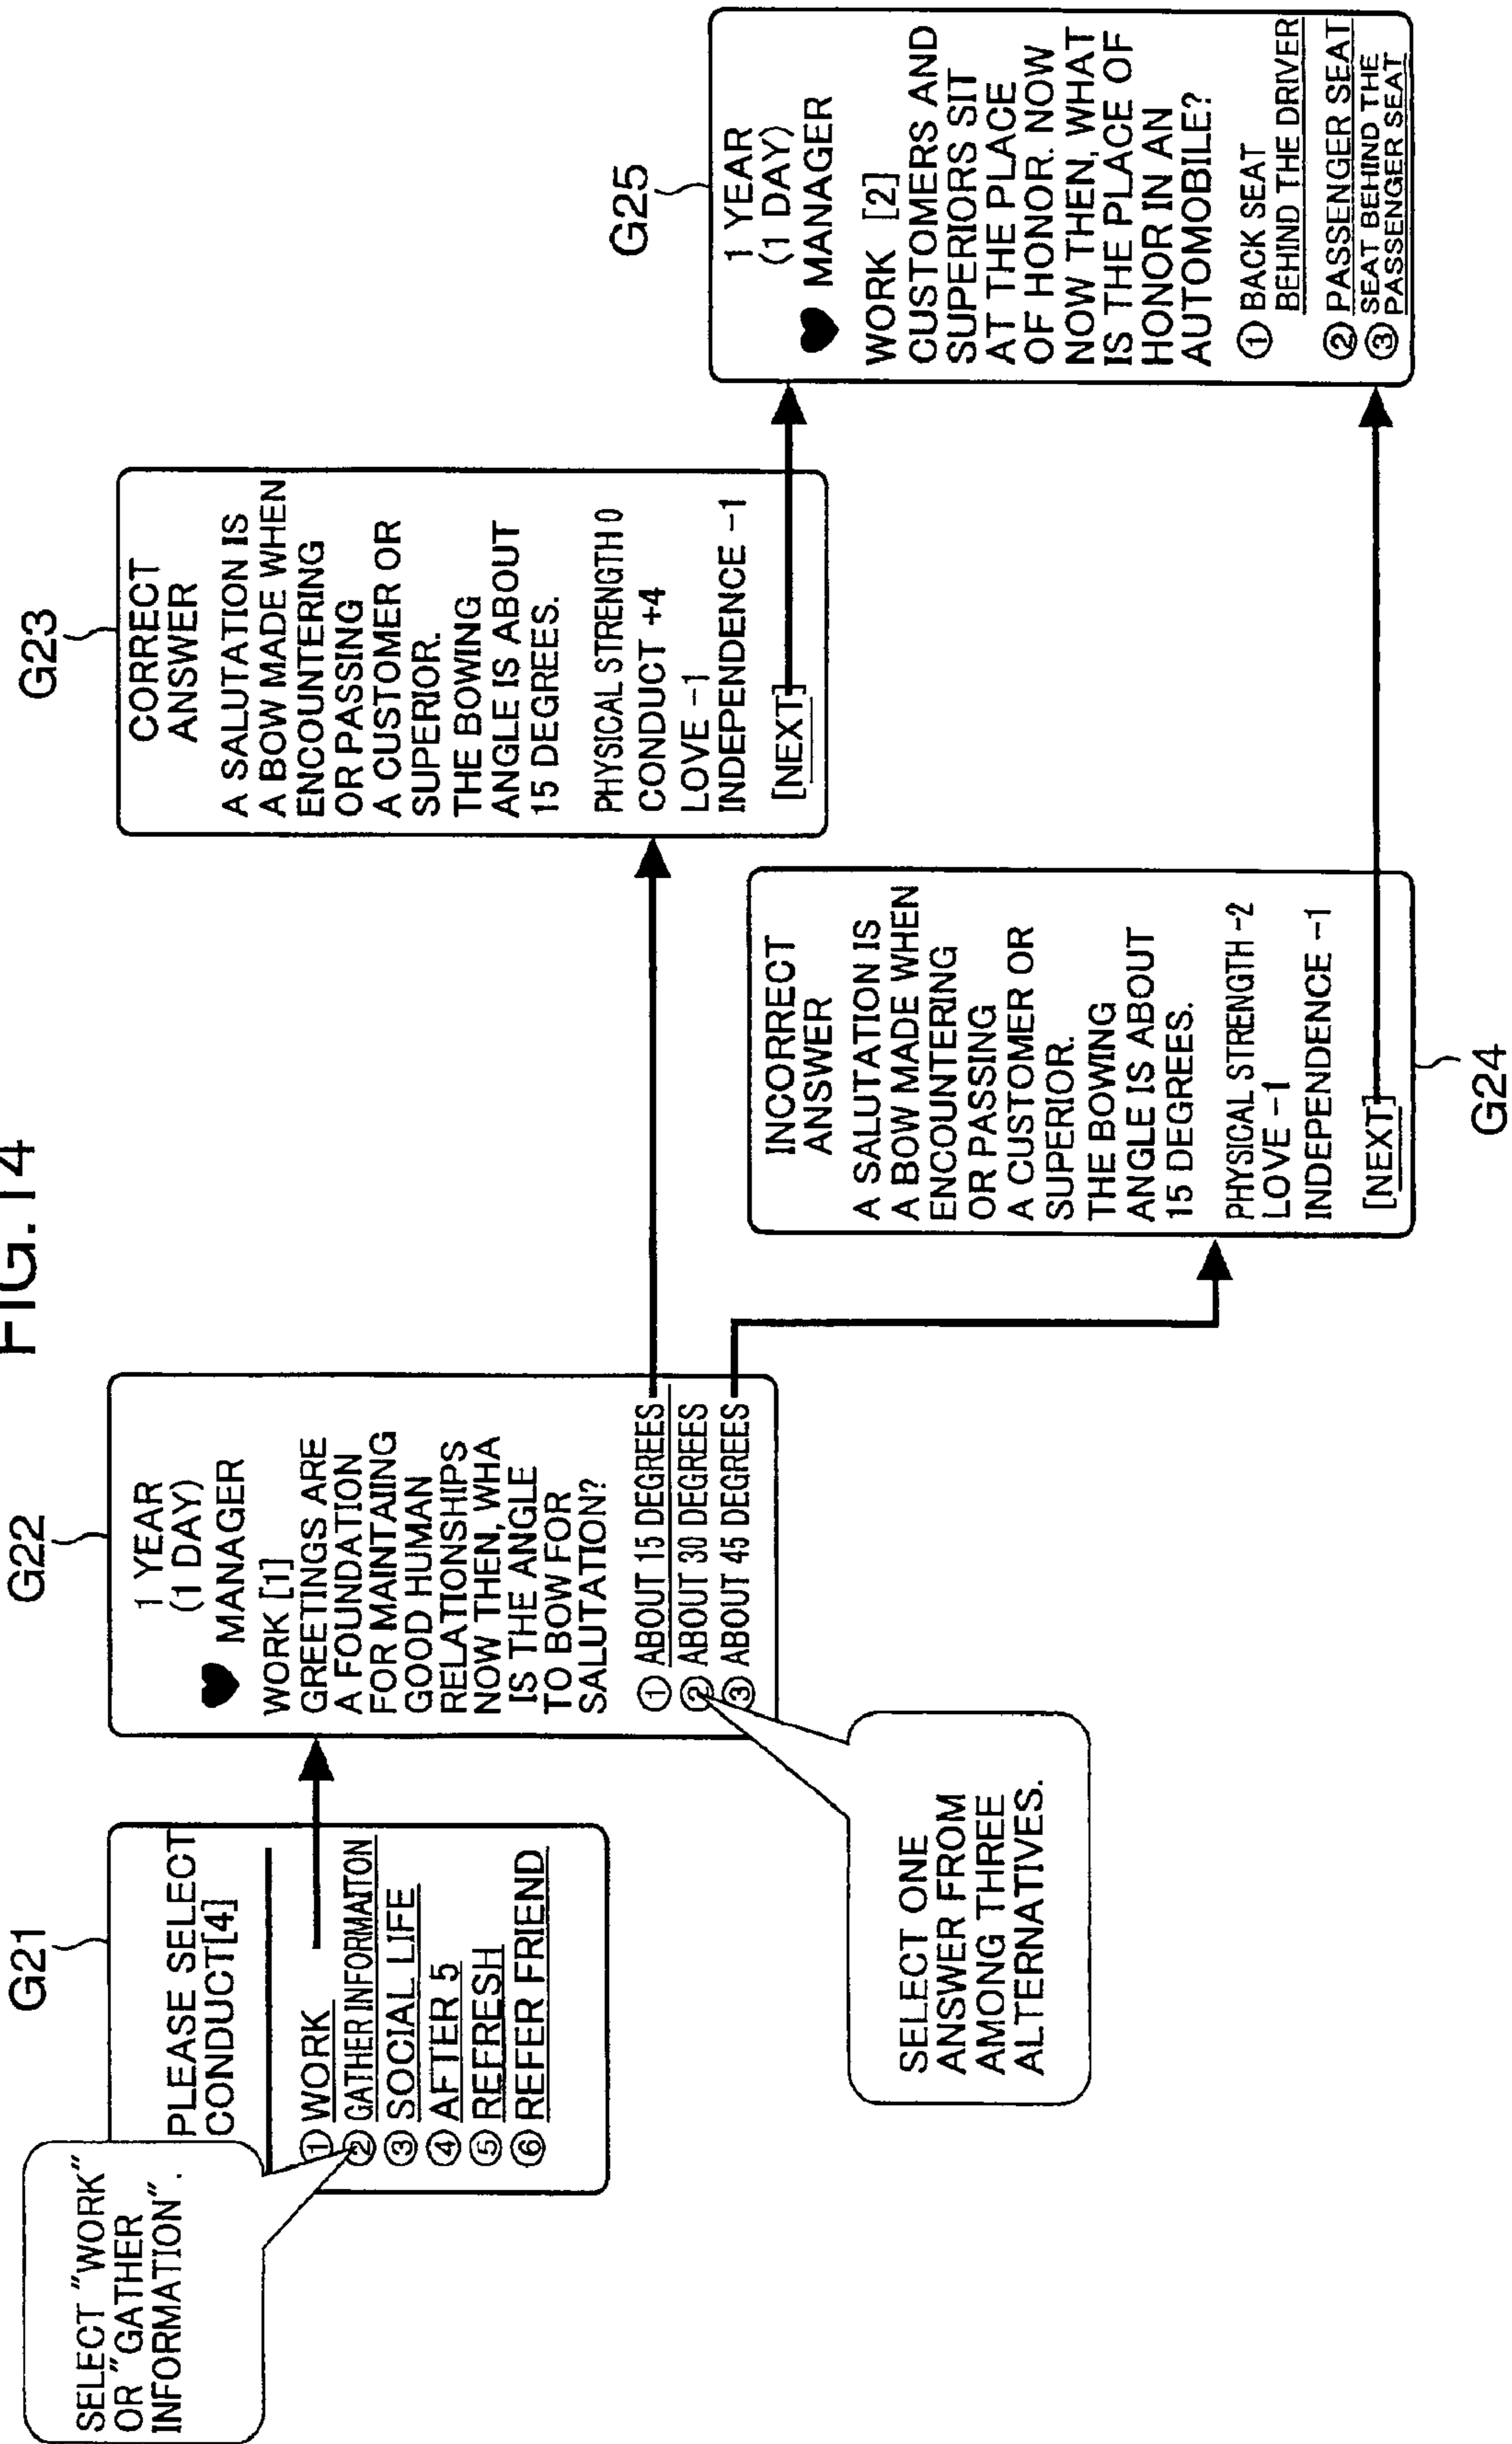 FIG.14
G21
SELECT "WORK"
OR "GATHER
INFORMATION".
PLEASE SELECT
CONDUCT[4]
① WORK
② GATHER INFORMAITON
③ SOCIAL LIFE
④ AFTER 5
⑤ REFRESH
⑥ REFER FRIEND
G22
1 YEAR
(1 DAY)
♥ MANAGER
WORK [1]
GREETINGS ARE
A FOUNDATION
FOR MAINTAIING
GOOD HUMAN
RELATIONSHIPS
NOW THEN, WHA
IS THE ANGLE
TO BOW FOR
SALUTATION?
① ABOUT 15 DEGREES
② ABOUT 30 DEGREES
③ ABOUT 45 DEGREES
SELECT ONE
ANSWER FROM
AMONG THREE
ALTERNATIVES.
G23
CORRECT
ANSWER
A SALUTATION IS
A BOW MADE WHEN
ENCOUNTERING
OR PASSING
A CUSTOMER OR
SUPERIOR.
THE BOWING
ANGLE IS ABOUT
15 DEGREES.
PHYSICAL STRENGTH 0
CONDUCT +4
LOVE -1
INDEPENDENCE -1
[NEXT]
INCORRECT
ANSWER
A SALUTATION IS
A BOW MADE WHEN
ENCOUNTERING
OR PASSING
A CUSTOMER OR
SUPERIOR.
THE BOWING
ANGLE IS ABOUT
15 DEGREES.
PHYSICAL STRENGTH -2
LOVE -1
INDEPENDENCE -1
[NEXT]
G24
G25
1 YEAR
(1 DAY)
♥ MANAGER
WORK [2]
CUSTOMERS AND
SUPERIORS SIT
AT THE PLACE
OF HONOR. NOW
NOW THEN, WHAT
IS THE PLACE OF
HONOR IN AN
AUTOMOBILE?
① BACK SEAT
BEHIND THE DRIVER
② PASSENGER SEAT
③ SEAT BEHIND THE
PASSENGER SEAT